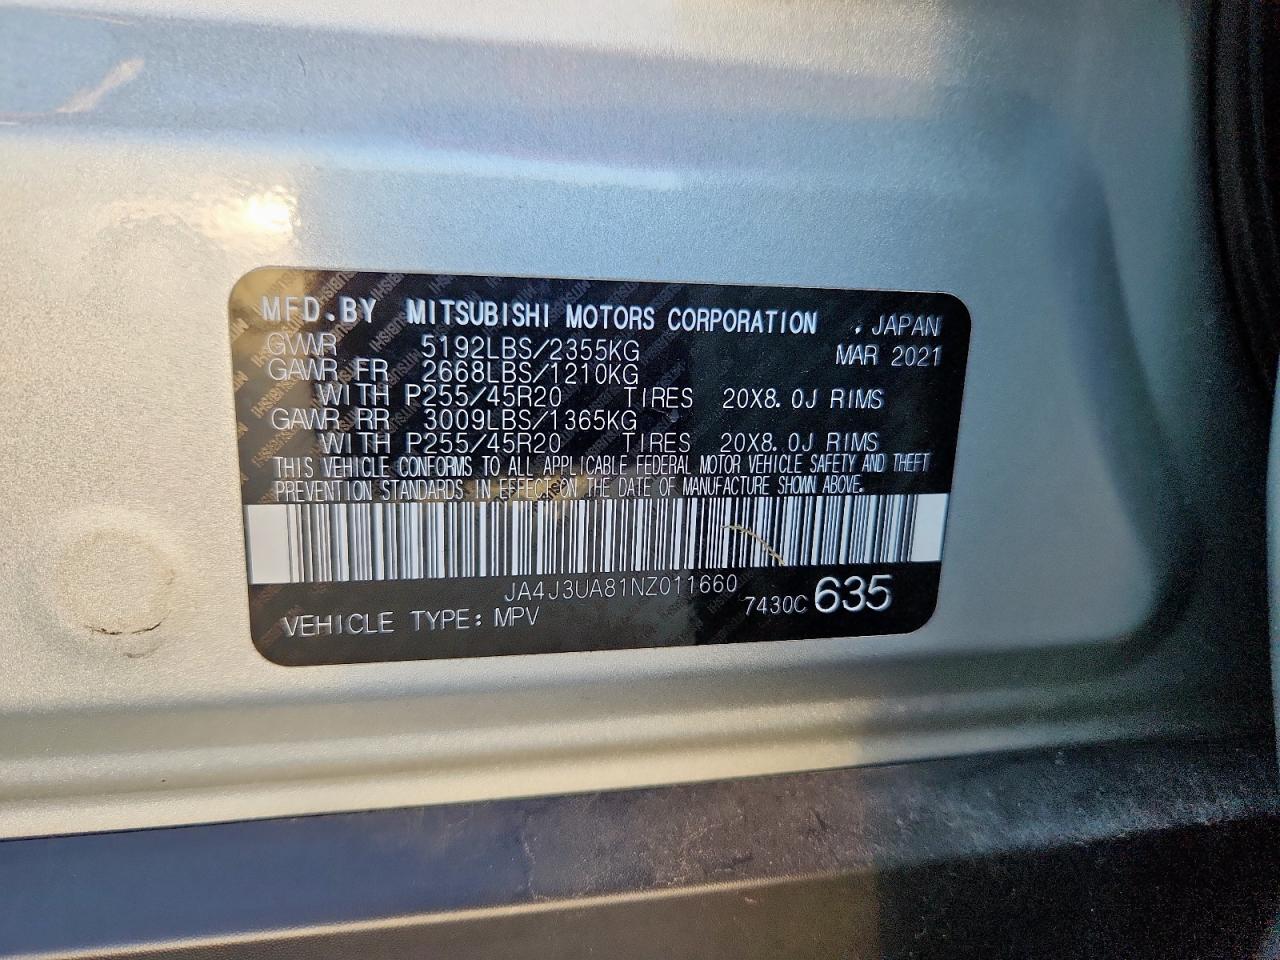 MFD.BY MITSUBISHI MOTORS CORPORATION . JAPAN
GVWR 5192LBS/2355KG MAR 2021
GAWR FR 2668LBS/1210KG
WITH P255/45R20 TIRES 20X8.0J RIMS
GAWR RR 3009LBS/1365KG
WITH P255/45R20 TIRES 20X8.0J RIMS
THIS VEHICLE CONFORMS TO ALL APPLICABLE FEDERAL MOTOR VEHICLE SAFETY AND THEFT
PREVENTION STANDARDS IN EFFECT ON THE DATE OF MANUFACTURE SHOWN ABOVE.
JA4J3UA81NZ011660
VEHICLE TYPE: MPV 7430C 635